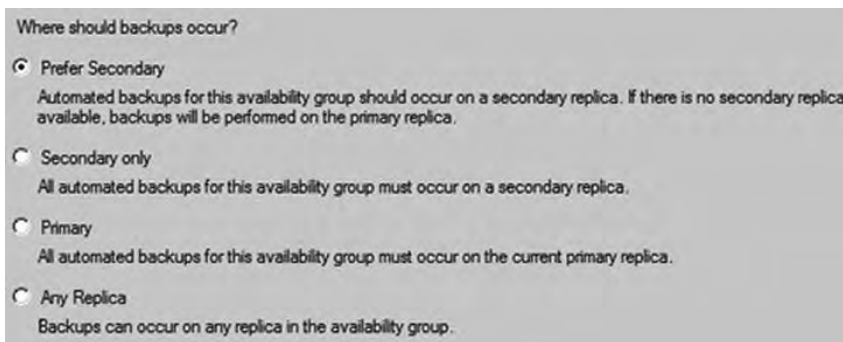 Where should backups occur?
Prefer Secondary
Automated backups for this availability group should occur on a secondary replica. If there is no secondary replica
available, backups will be performed on the primary replica.
Secondary only
All automated backups for this availability group must occur on a secondary replica.
Primary
All automated backups for this availability group must occur on the current primary replica.
Any Replica
Backups can occur on any replica in the availability group.